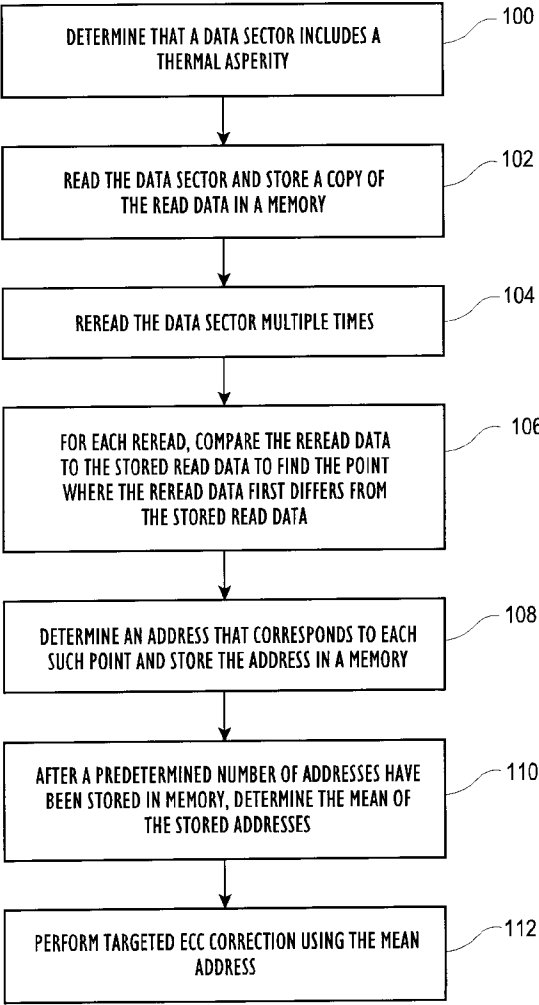 100
DETERMINE THAT A DATA SECTOR INCLUDES A
THERMAL ASPERITY
102
READ THE DATA SECTOR AND STORE A COPY OF
THE READ DATA IN A MEMORY
104
REREAD THE DATA SECTOR MULTIPLE TIMES
106
FOR EACH REREAD, COMPARE THE REREAD DATA
TO THE STORED READ DATA TO FIND THE POINT
WHERE THE REREAD DATA FIRST DIFFERS FROM
THE STORED READ DATA
108
DETERMINE AN ADDRESS THAT CORRESPONDS TO EACH
SUCH POINT AND STORE THE ADDRESS IN A MEMORY
110
AFTER A PREDETERMINED NUMBER OF ADDRESSES HAVE
BEEN STORED IN MEMORY, DETERMINE THE MEAN OF
THE STORED ADDRESSES
112
PERFORM TARGETED ECC CORRECTION USING THE MEAN
ADDRESS